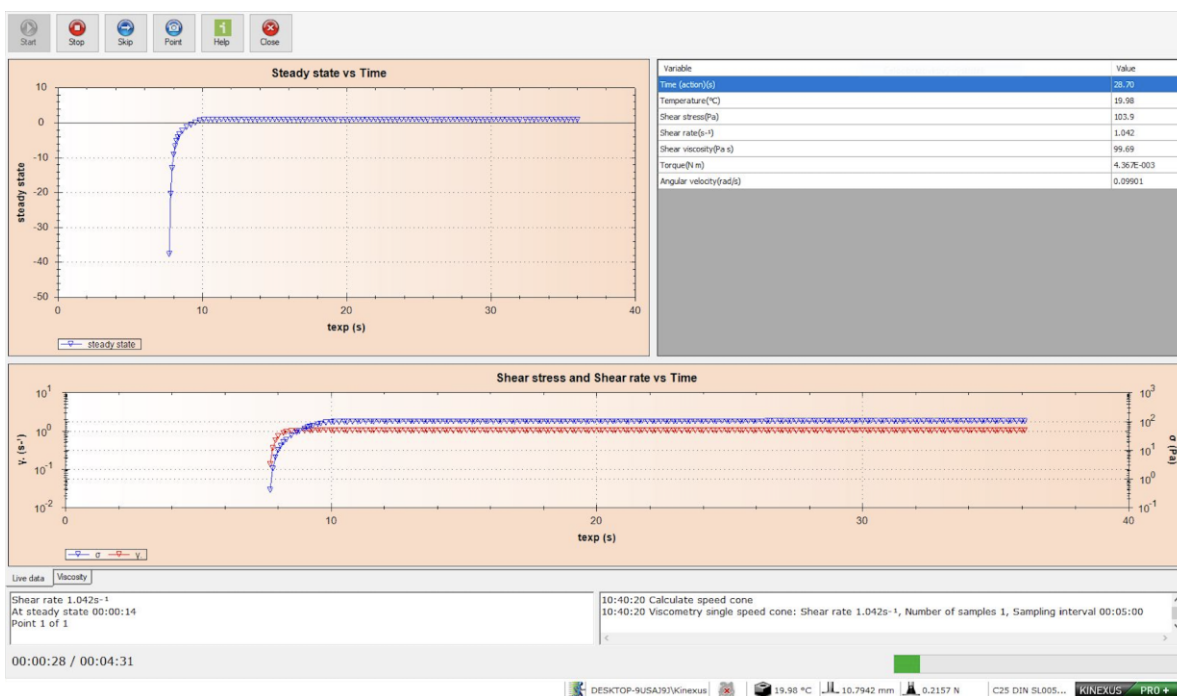 Start Stop Skip Point Help Close
Steady state vs Time
10
0
-10
-20
-30
-40
-50
steady state
0 10 20 30 40
texp (s)
steady state
Variable Value
Time (action)(s) 28.70
Temperature(°C) 19.98
Shear stress(Pa) 103.9
Shear rate(s⁻¹) 1.042
Shear viscosity(Pa s) 99.69
Torque(N m) 4.367E-003
Angular velocity(rad/s) 0.09901
Shear stress and Shear rate vs Time
10¹
10⁰
10⁻¹
10⁻²
γ̇ (s⁻¹)
10³
10²
10¹
10⁰
10⁻¹
σ (Pa)
0 10 20 30 40
texp (s)
σ γ̇
Live data Viscosity
Shear rate 1.042s⁻¹
At steady state 00:00:14
Point 1 of 1
10:40:20 Calculate speed cone
10:40:20 Viscometry single speed cone: Shear rate 1.042s⁻¹, Number of samples 1, Sampling interval 00:05:00
00:00:28 / 00:04:31
DESKTOP-9USAJ9J\Kinexus 19.98 °C 10.7942 mm 0.2157 N C25 DIN SL005... KINEXUS PRO +